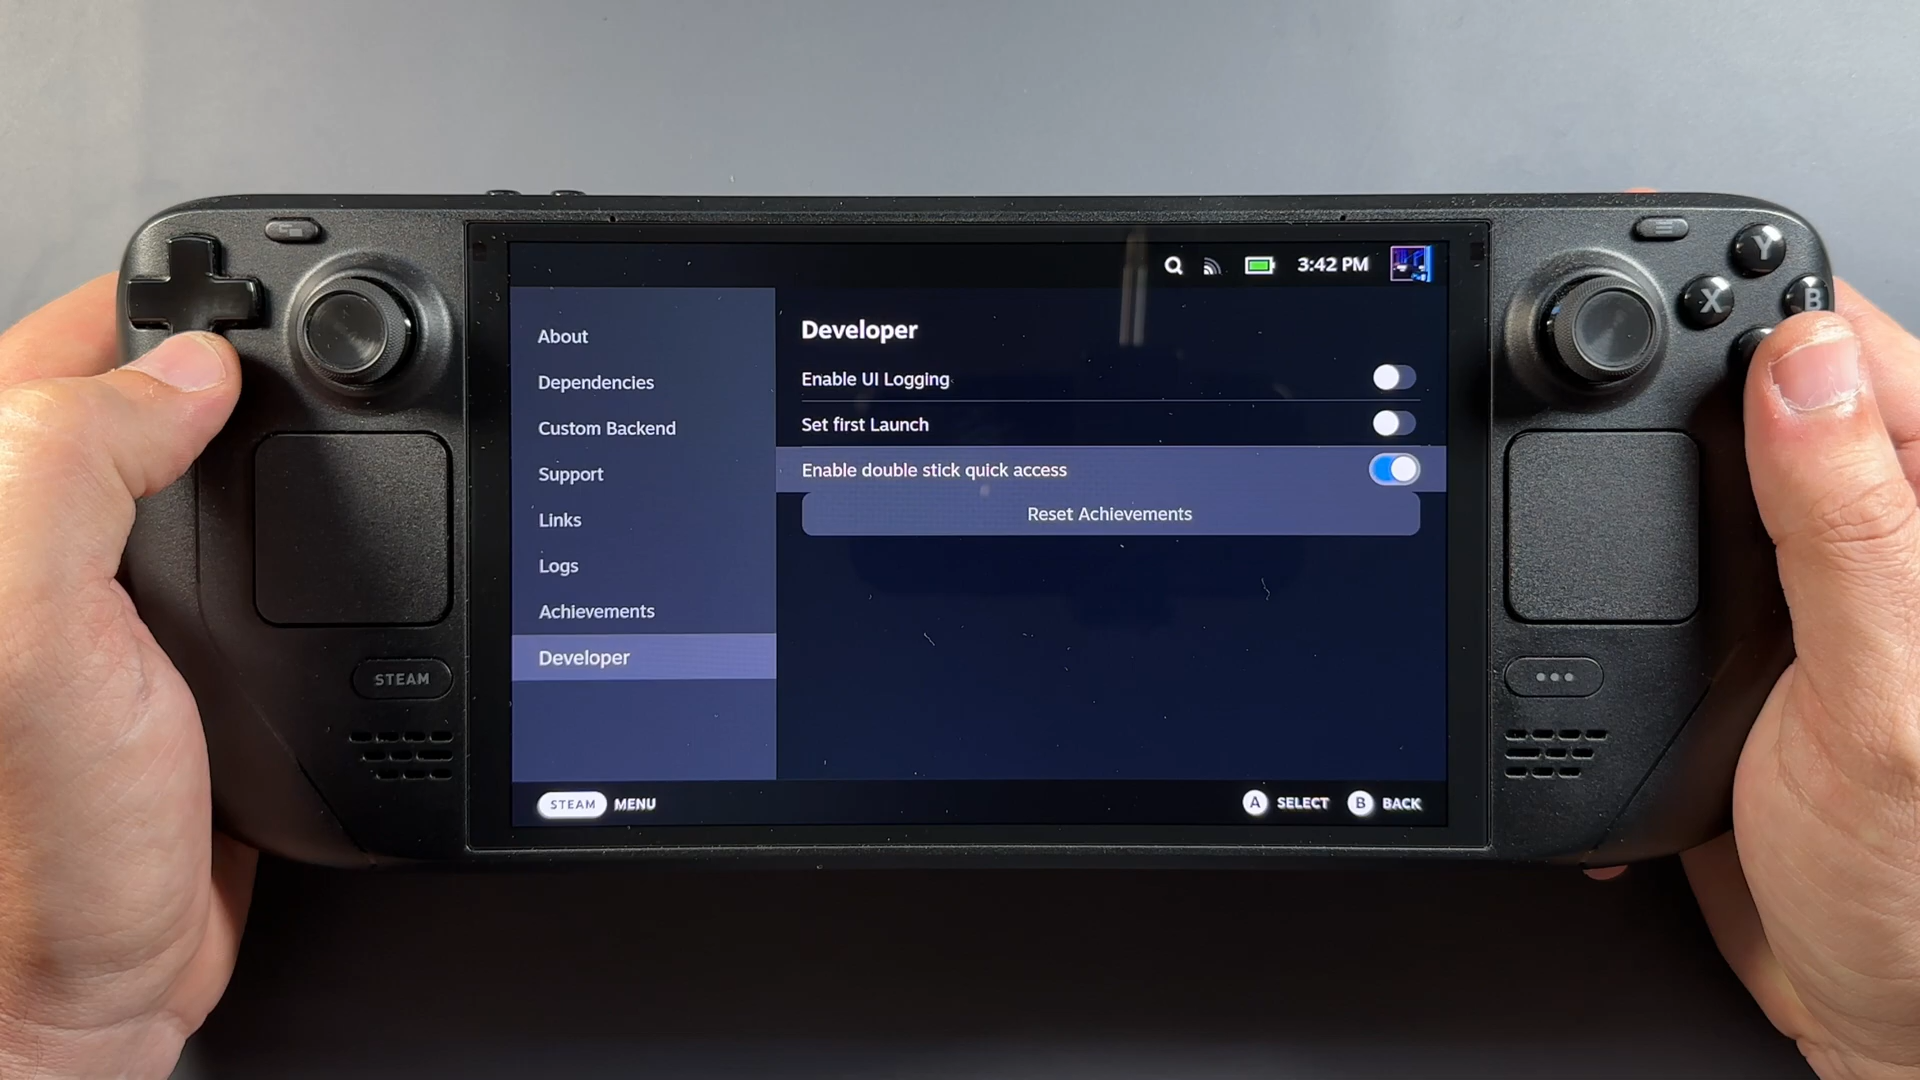 3:42 PM
About
Dependencies
Custom Backend
Support
Links
Logs
Achievements
Developer
Developer
Enable UI Logging
Set first Launch
Enable double stick quick access
Reset Achievements
STEAM MENU
A SELECT B BACK
STEAM
Y
X
B